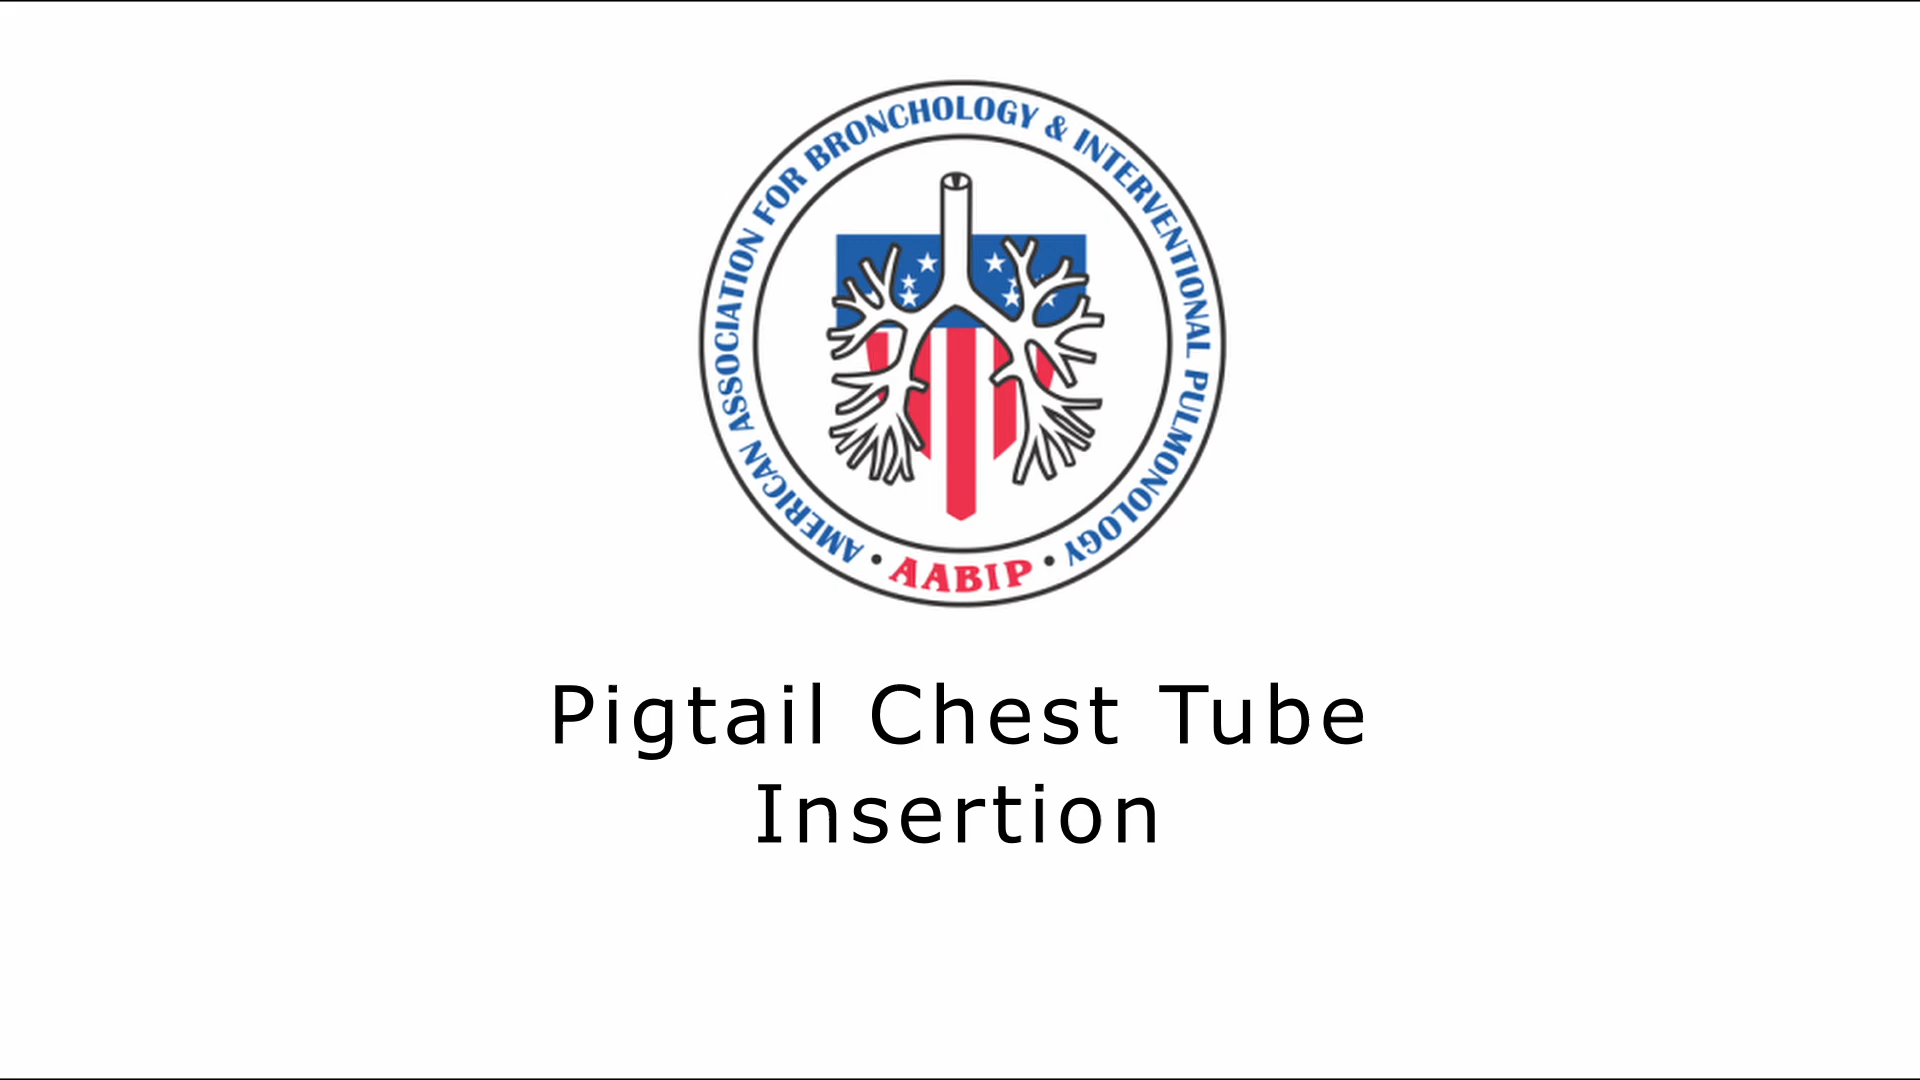 AMERICAN ASSOCIATION FOR BRONCHOLOGY & INTERVENTIONAL PULMONOLOGY
• AABIP •
Pigtail Chest Tube
Insertion